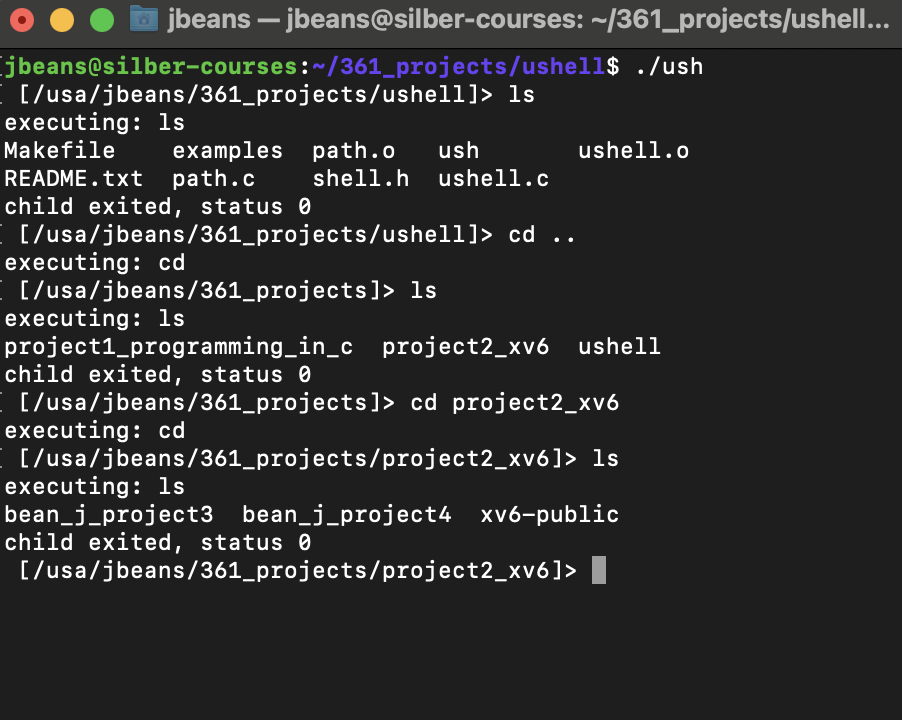 jbeans — jbeans@silber-courses: ~/361_projects/ushell...
jbeans@silber-courses:~/361_projects/ushell$ ./ush
[/usa/jbeans/361_projects/ushell]> ls
executing: ls
Makefile    examples  path.o   ush       ushell.o
README.txt  path.c    shell.h  ushell.c
child exited, status 0
[/usa/jbeans/361_projects/ushell]> cd ..
executing: cd
[/usa/jbeans/361_projects]> ls
executing: ls
project1_programming_in_c  project2_xv6  ushell
child exited, status 0
[/usa/jbeans/361_projects]> cd project2_xv6
executing: cd
[/usa/jbeans/361_projects/project2_xv6]> ls
executing: ls
bean_j_project3  bean_j_project4  xv6-public
child exited, status 0
[/usa/jbeans/361_projects/project2_xv6]>